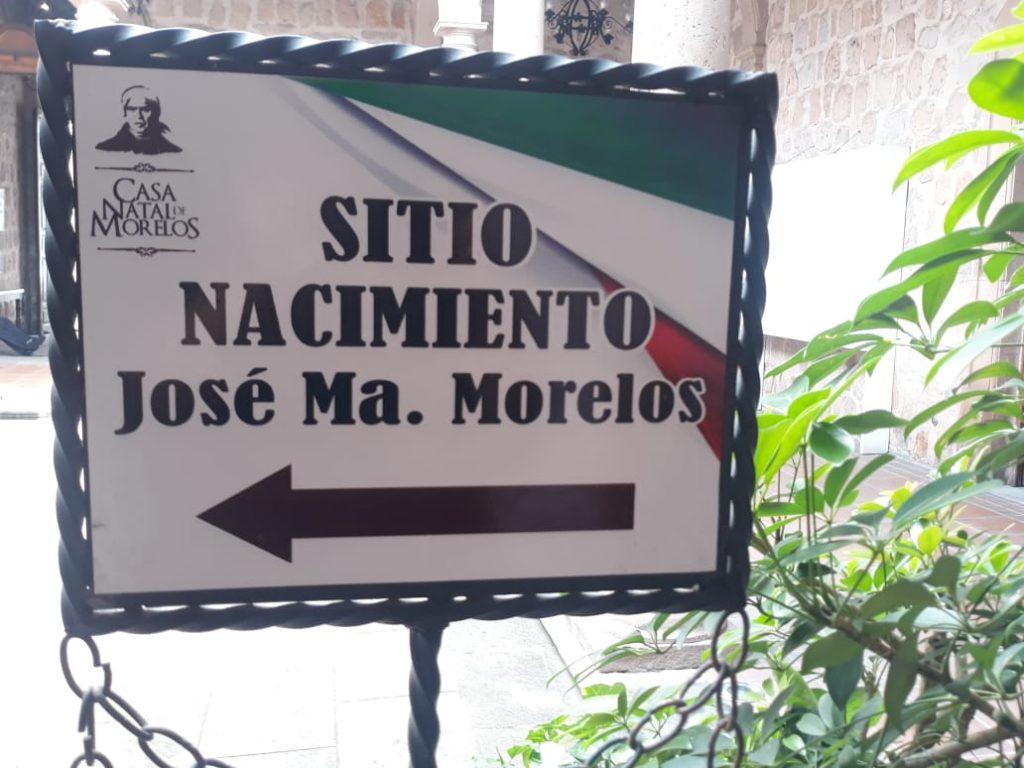 CASA
NATAL DE
MORELOS
SITIO
NACIMIENTO
José Ma. Morelos